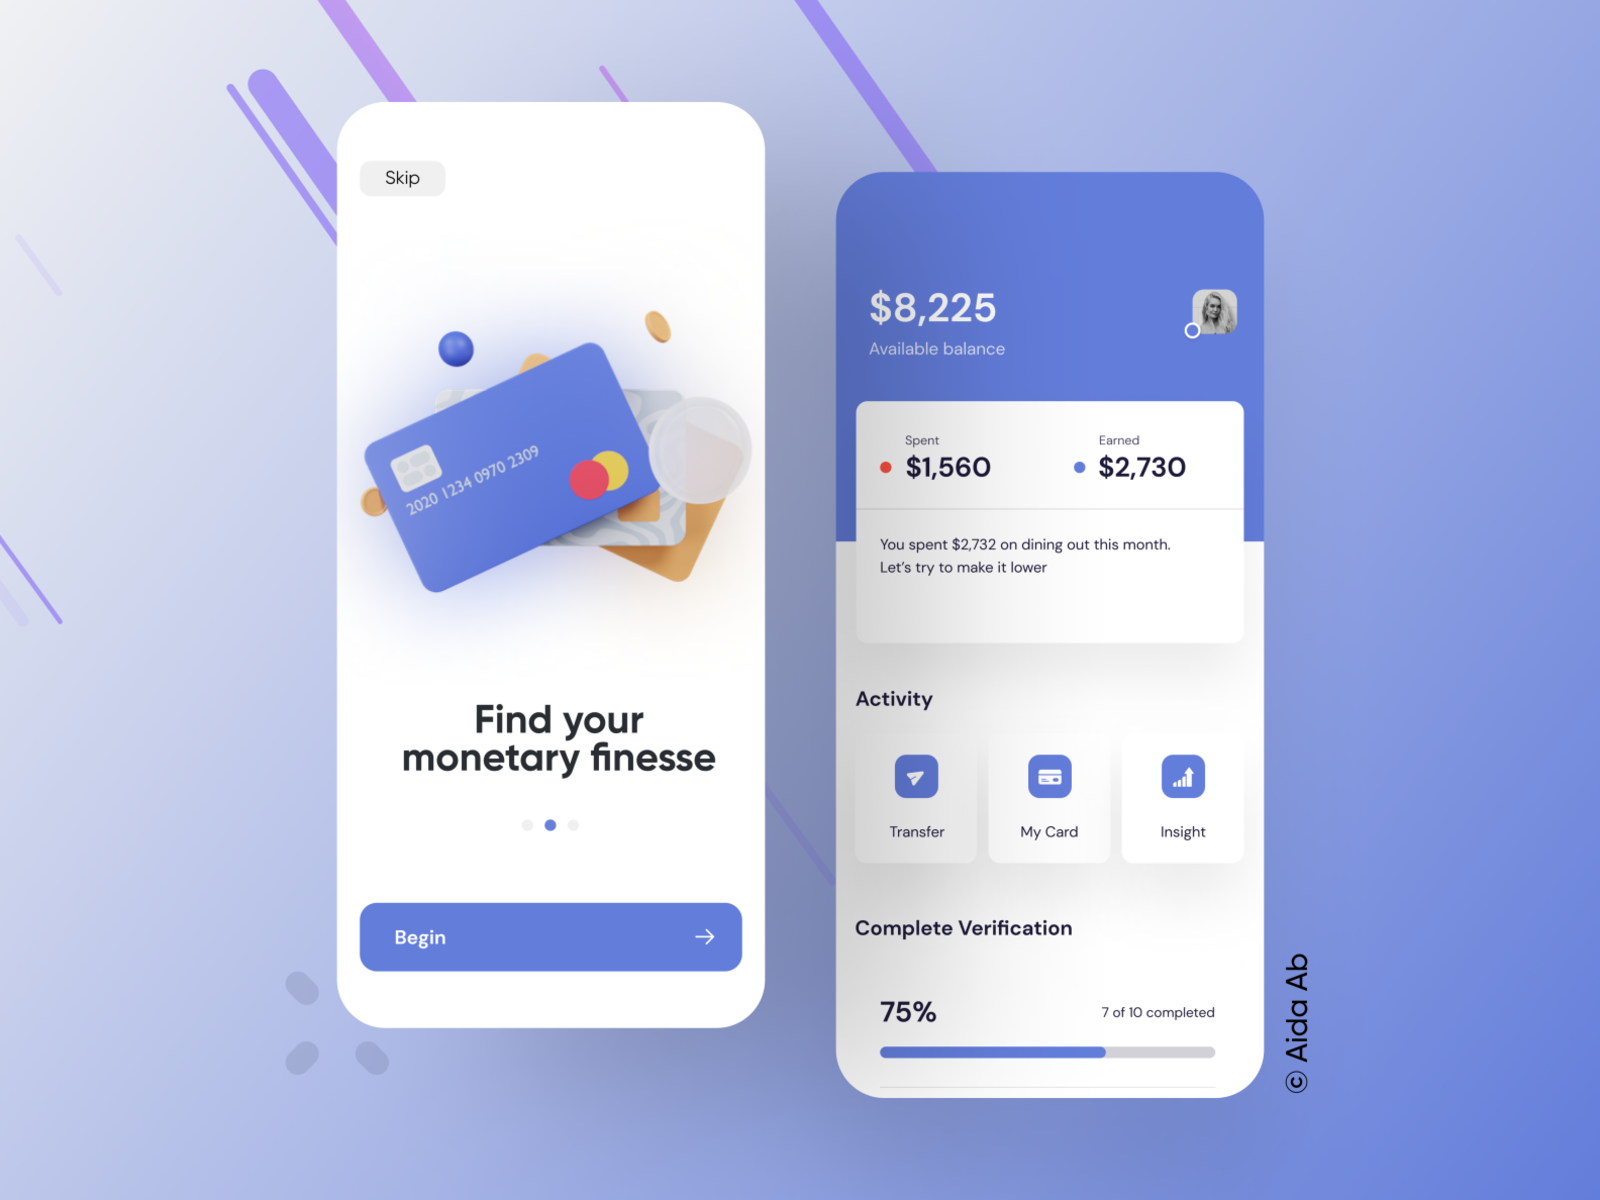 Skip
2020 1234 0970 2309
Find your
monetary finesse
Begin
$8,225
Available balance
Spent
$1,560
Earned
$2,730
You spent $2,732 on dining out this month.
Let's try to make it lower
Activity
Transfer
My Card
Insight
Complete Verification
75%
7 of 10 completed
© Aida Ab